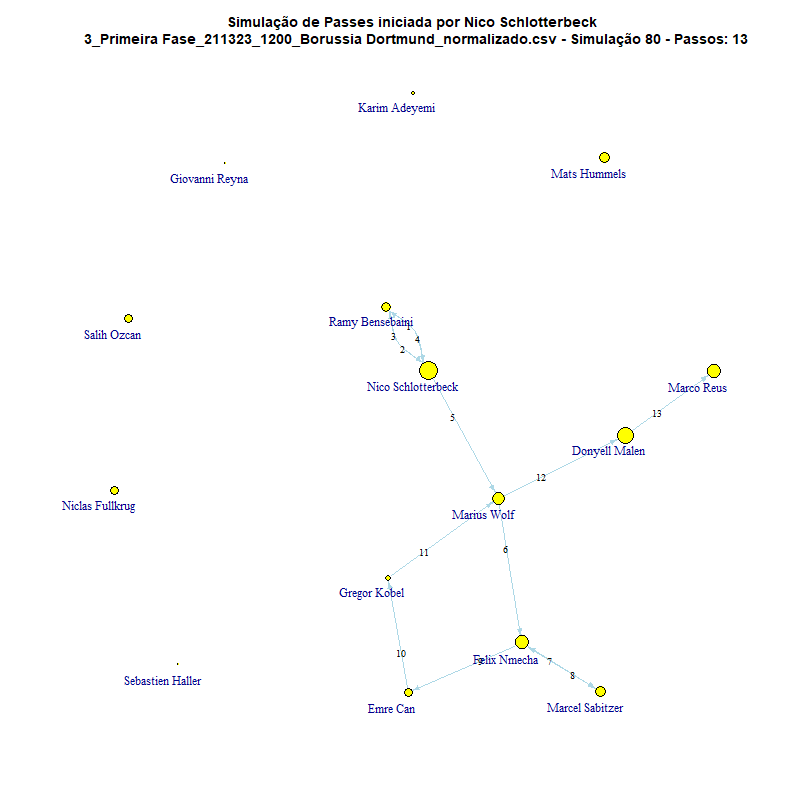 Simulação de Passes iniciada por Nico Schlotterbeck
3_Primeira Fase_211323_1200_Borussia Dortmund_normalizado.csv - Simulação 80 - Passos: 13
Karim Adeyemi
Mats Hummels
Giovanni Reyna
Ramy Bensebaini
1
3
4
2
Salih Ozcan
Nico Schlotterbeck
Marco Reus
5
13
Donyell Malen
12
Niclas Fullkrug
Marius Wolf
6
11
Gregor Kobel
10
Felix Nmecha
9
7
8
Sebastien Haller
Emre Can
Marcel Sabitzer